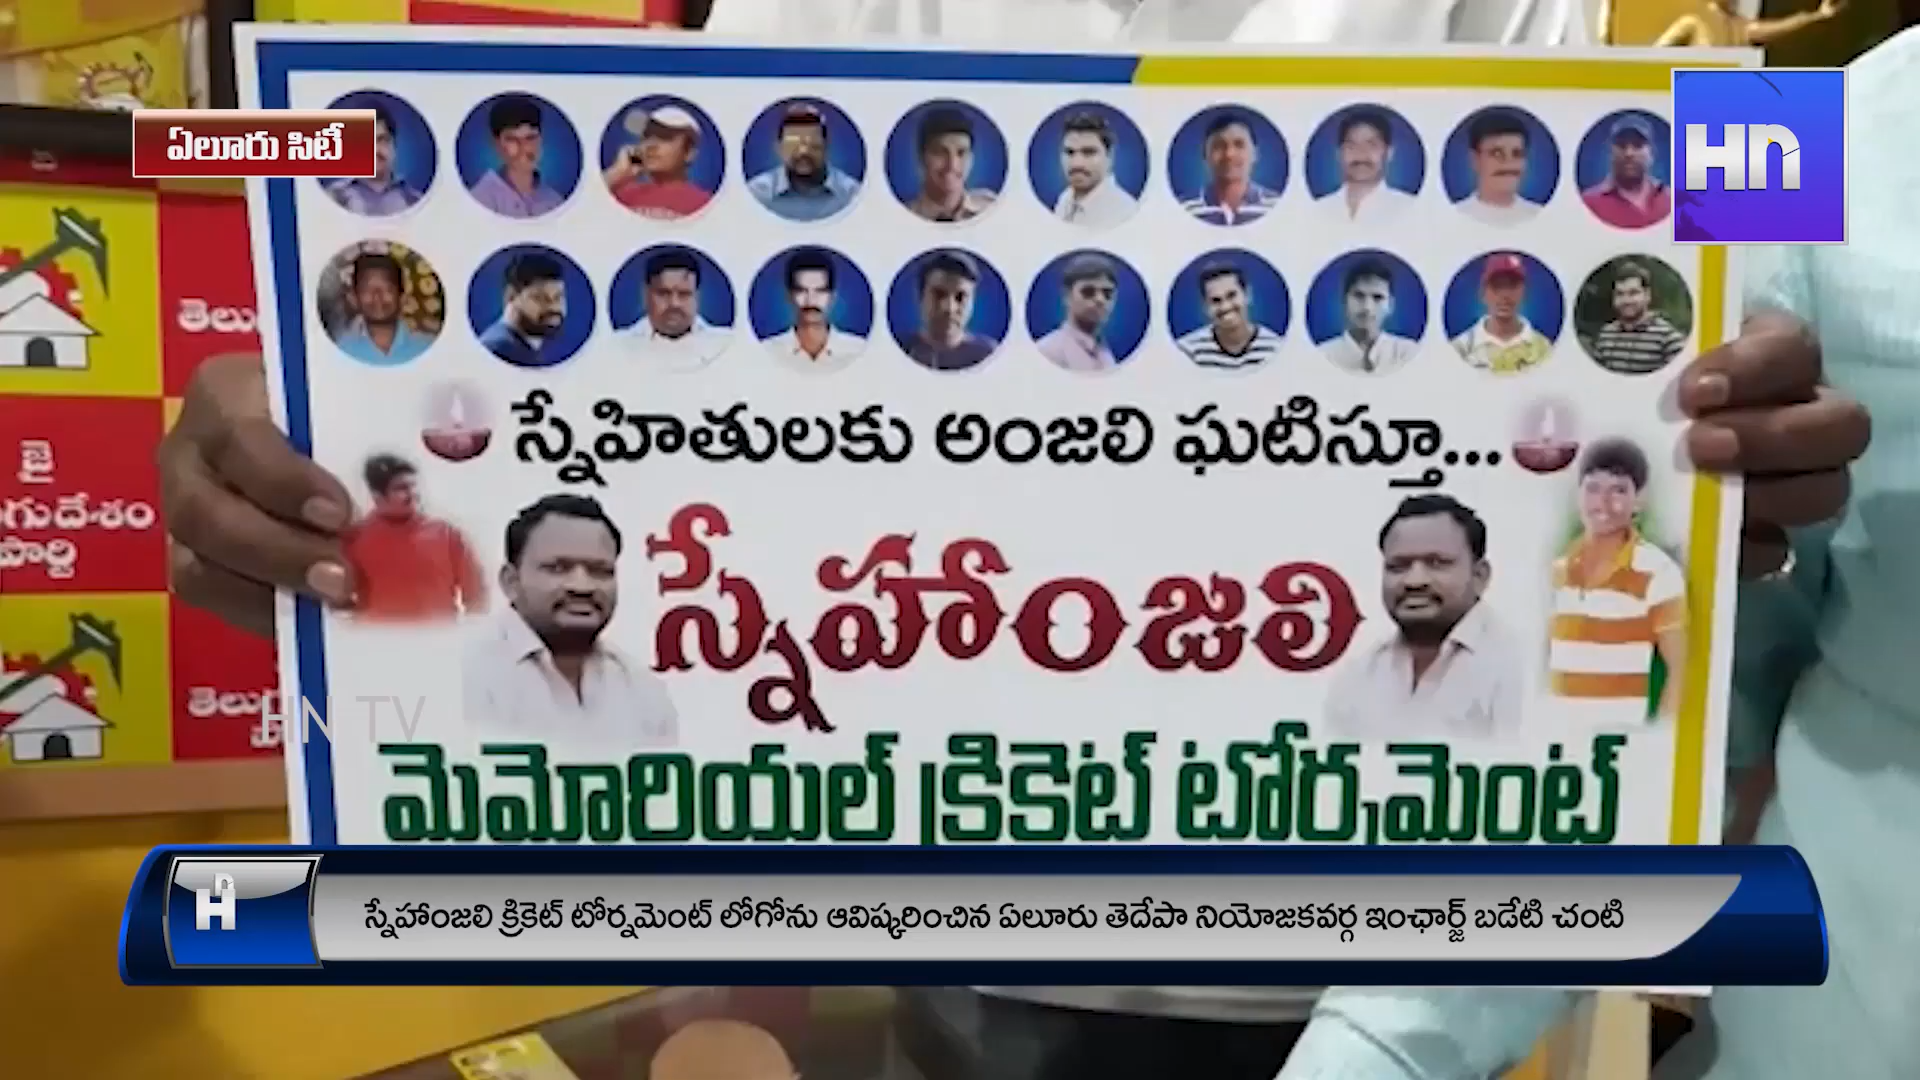 ఏలూరు సిటీ
HN
స్నేహితులకు అంజలి ఘటిస్తూ...
స్నేహాంజలి
మెమోరియల్ క్రికెట్ టోర్నమెంట్
తెలు
జై
గుదేశం
పార్టి
తెలుగ
HN TV
H
స్నేహాంజలి క్రికెట్ టోర్నమెంట్ లోగోను ఆవిష్కరించిన ఏలూరు తెదేపా నియోజకవర్గ ఇంఛార్జ్ బడేటి చంటి